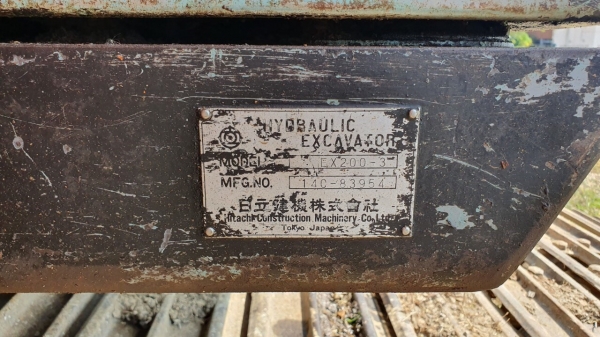 HYDRAULIC
EXCAVATOR
MODEL EX200-3
MFG.NO. 14C-83954
日立建機株式会社
Hitachi Construction Machinery Co., Ltd.
Tokyo Japan